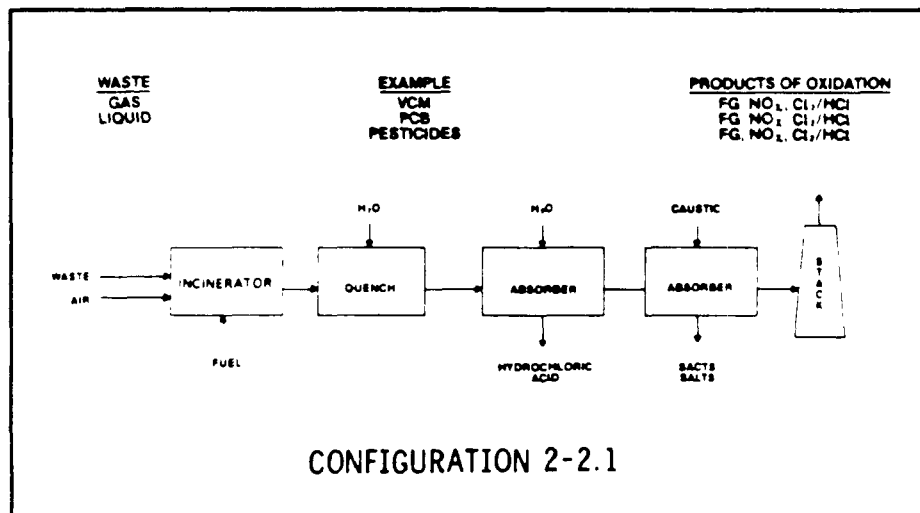 WASTE
GAS
LIQUID
EXAMPLE
VCM
PCB
PESTICIDES
PRODUCTS OF OXIDATION
FG NOX, Cl2/HCl
FG NOX Cl2/HCl
FG, NOX, Cl2/HCl
H2O
H2O
CAUSTIC
WASTE
AIR
INCINERATOR
QUENCH
ABSORBER
ABSORBER
STACK
FUEL
HYDROCHLORIC
ACID
SACTS
SALTS
CONFIGURATION 2-2.1